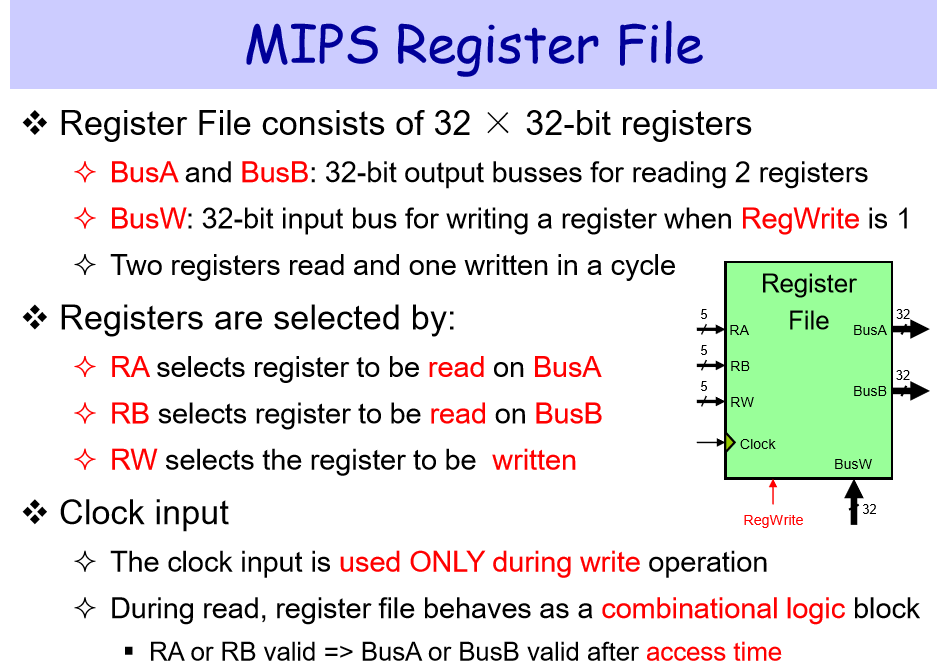 MIPS Register File
❖ Register File consists of 32 × 32-bit registers
✧ BusA and BusB: 32-bit output busses for reading 2 registers
✧ BusW: 32-bit input bus for writing a register when RegWrite is 1
✧ Two registers read and one written in a cycle
❖ Registers are selected by:
✧ RA selects register to be read on BusA
✧ RB selects register to be read on BusB
✧ RW selects the register to be written
❖ Clock input
✧ The clock input is used ONLY during write operation
✧ During read, register file behaves as a combinational logic block
▪ RA or RB valid => BusA or BusB valid after access time
Register
File
5
RA
5
RB
5
RW
Clock
BusA
32
BusB
32
BusW
32
RegWrite